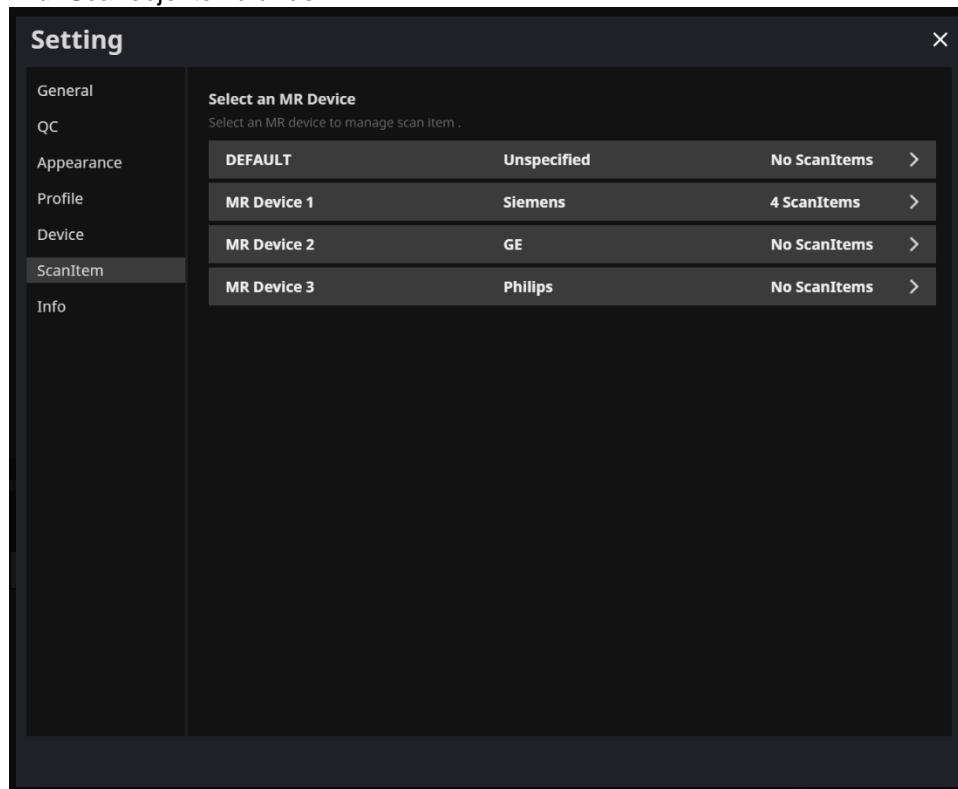 Setting
General
QC
Appearance
Profile
Device
ScanItem
Info
Select an MR Device
Select an MR device to manage scan item .
DEFAULT Unspecified No ScanItems
MR Device 1 Siemens 4 ScanItems
MR Device 2 GE No ScanItems
MR Device 3 Philips No ScanItems